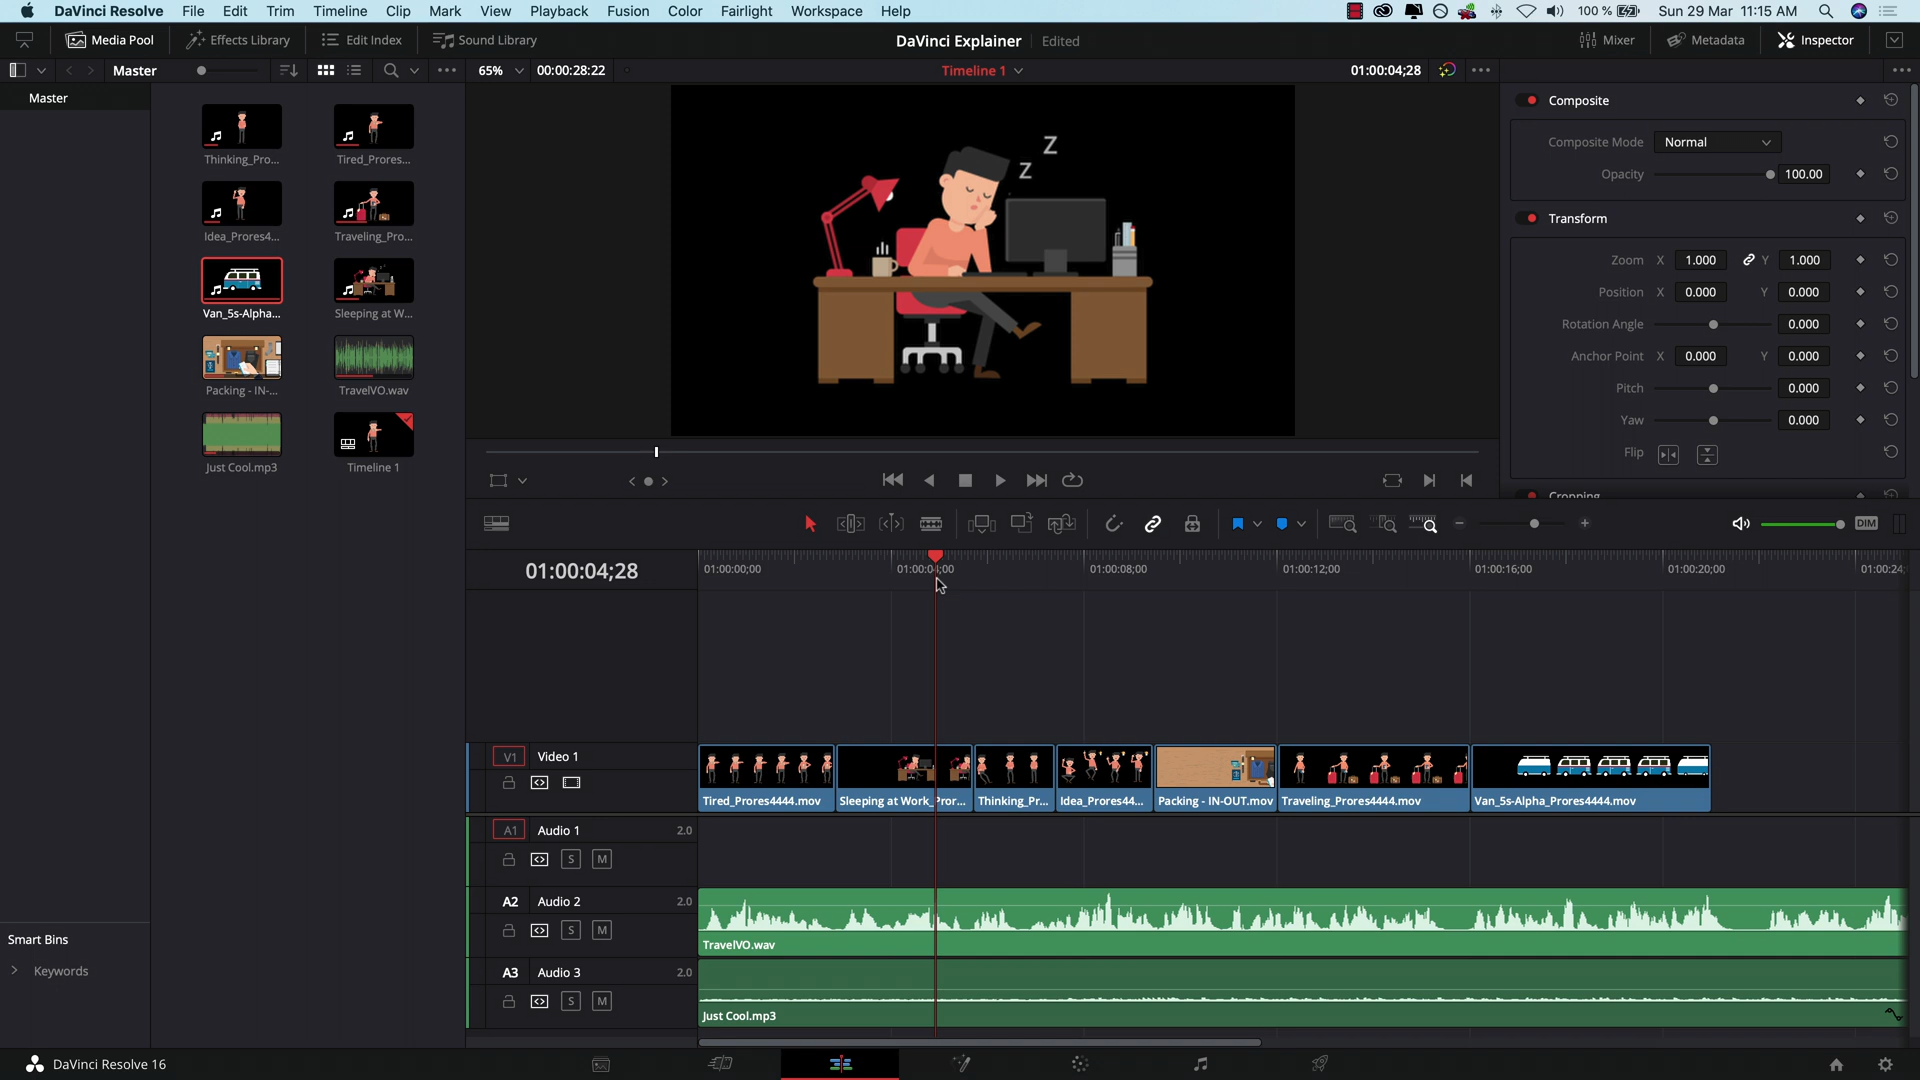 DaVinci Resolve File Edit Trim Timeline Clip Mark View Playback Fusion Color Fairlight Workspace Help 100 % Sun 29 Mar 11:15 AM
Media Pool Effects Library Edit Index Sound Library DaVinci Explainer Edited Mixer Metadata Inspector
Master 65% 00:00:28:22 Timeline 1 01:00:04;28
Master
Composite
Composite Mode Normal
Opacity 100.00
Transform
Zoom X 1.000 Y 1.000
Position X 0.000 Y 0.000
Rotation Angle 0.000
Anchor Point X 0.000 Y 0.000
Pitch 0.000
Yaw 0.000
Flip
Cropping
Thinking_Pro... Tired_Prores...
Idea_Prores4... Traveling_Pro...
Van_5s-Alpha... Sleeping at W...
Packing - IN-... TravelVO.wav
Just Cool.mp3 Timeline 1
Z
Z
DIM
01:00:04;28
01:00:00;00 01:00:04;00 01:00:08;00 01:00:12;00 01:00:16;00 01:00:20;00 01:00:24;
V1 Video 1
Tired_Prores4444.mov Sleeping at Work_Pror... Thinking_Pr... Idea_Prores44... Packing - IN-OUT.mov Traveling_Prores4444.mov Van_5s-Alpha_Prores4444.mov
A1 Audio 1 2.0
S M
A2 Audio 2 2.0
S M
TravelVO.wav
A3 Audio 3 2.0
S M
Just Cool.mp3
Smart Bins
Keywords
DaVinci Resolve 16